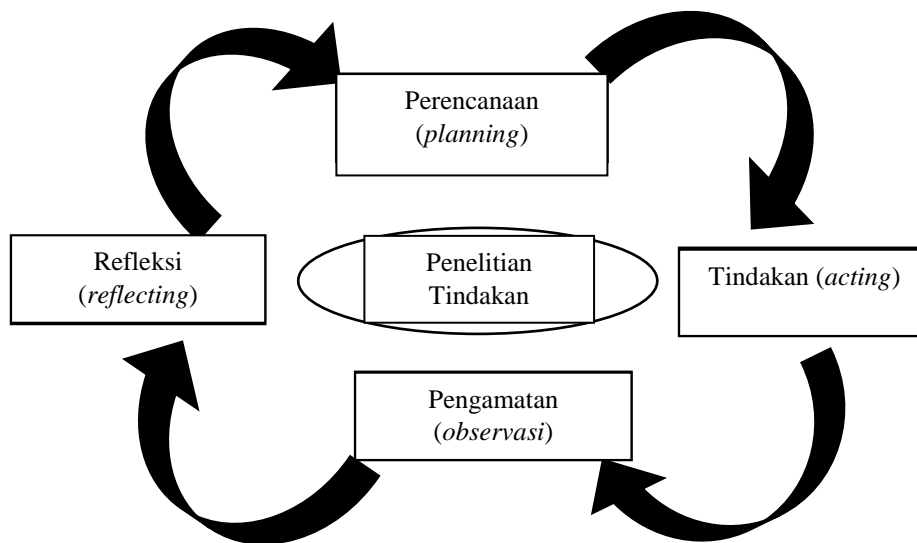 Perencanaan
(planning)
Refleksi
(reflecting)
Penelitian
Tindakan
Tindakan (acting)
Pengamatan
(observasi)